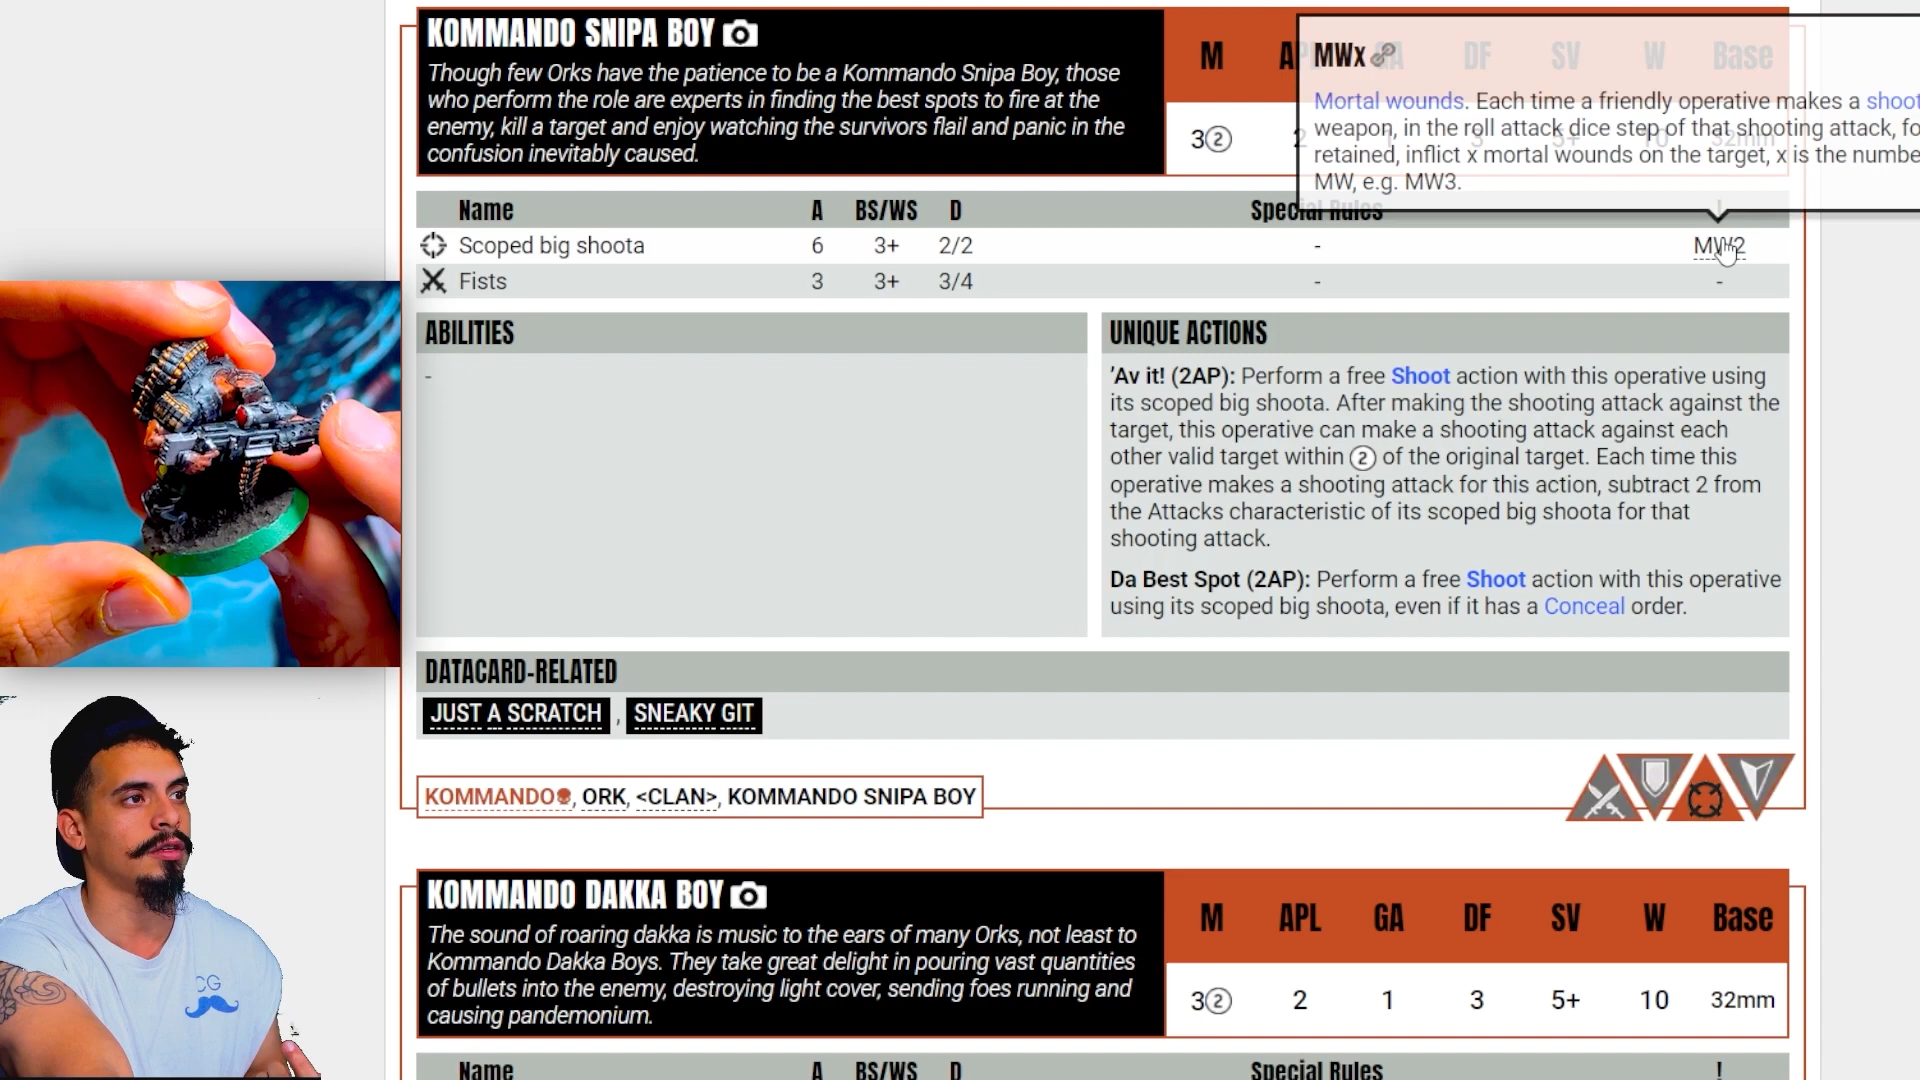 KOMMANDO SNIPA BOY
Though few Orks have the patience to be a Kommando Snipa Boy, those
who perform the role are experts in finding the best spots to fire at the
enemy, kill a target and enjoy watching the survivors flail and panic in the
confusion inevitably caused.
M AP GA DF SV W Base
3② 2 5+ 10 32mm
MWx
Mortal wounds. Each time a friendly operative makes a shoot
weapon, in the roll attack dice step of that shooting attack, fo
retained, inflict x mortal wounds on the target, x is the numbe
MW, e.g. MW3.
Name A BS/WS D Special Rules !
Scoped big shoota 6 3+ 2/2 - MW2
Fists 3 3+ 3/4 - -
ABILITIES
-
UNIQUE ACTIONS
'Av it! (2AP): Perform a free Shoot action with this operative using
its scoped big shoota. After making the shooting attack against the
target, this operative can make a shooting attack against each
other valid target within ② of the original target. Each time this
operative makes a shooting attack for this action, subtract 2 from
the Attacks characteristic of its scoped big shoota for that
shooting attack.
Da Best Spot (2AP): Perform a free Shoot action with this operative
using its scoped big shoota, even if it has a Conceal order.
DATACARD-RELATED
JUST A SCRATCH , SNEAKY GIT
KOMMANDO, ORK, <CLAN>, KOMMANDO SNIPA BOY
CG
KOMMANDO DAKKA BOY
The sound of roaring dakka is music to the ears of many Orks, not least to
Kommando Dakka Boys. They take great delight in pouring vast quantities
of bullets into the enemy, destroying light cover, sending foes running and
causing pandemonium.
M APL GA DF SV W Base
3② 2 1 3 5+ 10 32mm
Name A BS/WS D Special Rules !